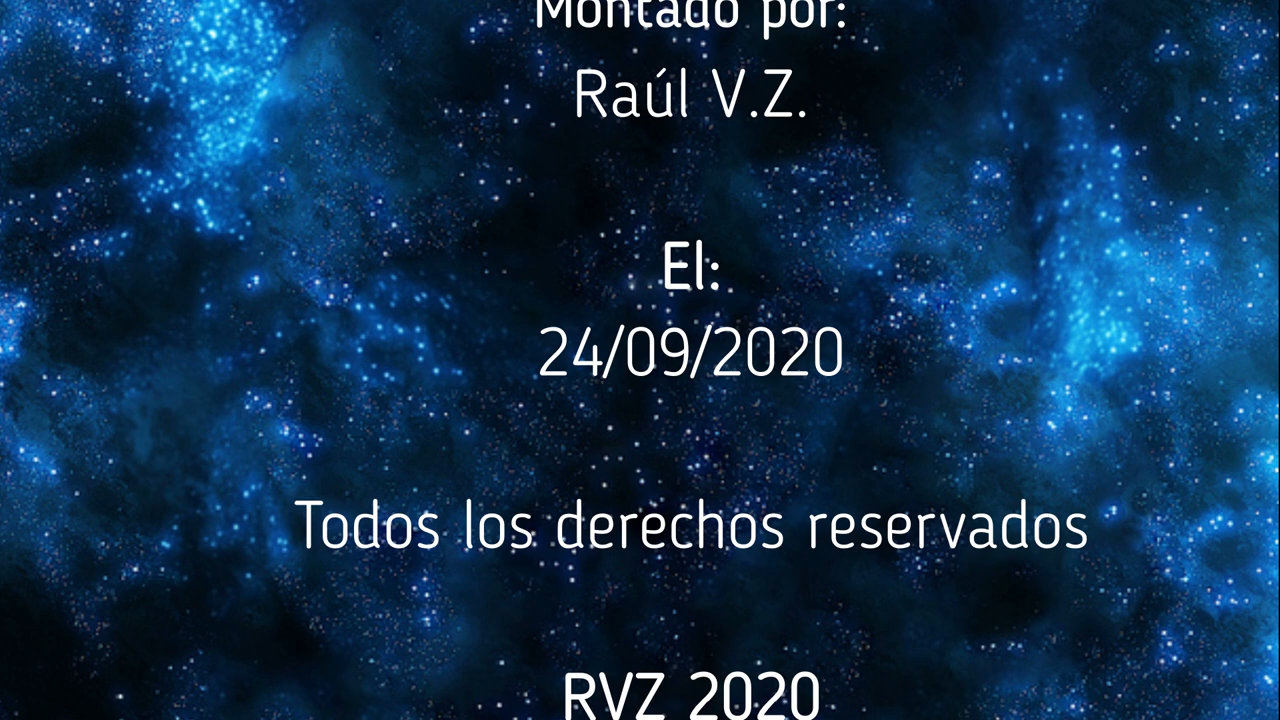 Montado por:
Raúl V.Z.
El:
24/09/2020
Todos los derechos reservados
RVZ 2020